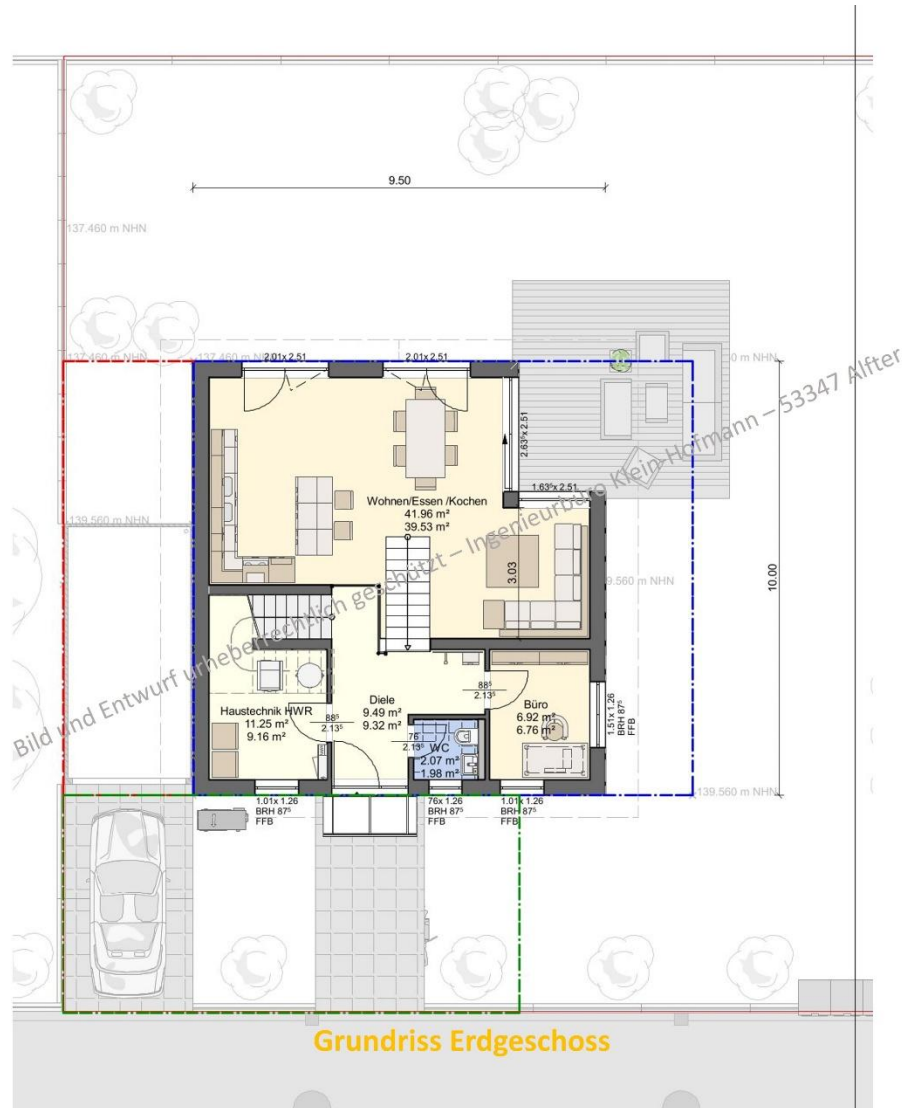 9.50
137.460 m NHN
137.460 m NHN
137.460 m NHN
2.01x 2.51
2.01x 2.51
0 m NHN
2.63⁵x 2.51
1.63⁵x 2.51
Wohnen/Essen /Kochen
41.96 m²
39.53 m²
3.03
139.560 m NHN
9.560 m NHN
10.00
Bild und Entwurf urheberrechtlich geschützt – Ingenieurbüro Klein-Hofmann – 53347 Alfter
Haustechnik HWR
11.25 m²
9.16 m²
88⁵
2.13⁵
Diele
9.49 m²
9.32 m²
88⁵
2.13⁵
76
2.13⁵
WC
2.07 m²
1.98 m²
Büro
6.92 m²
6.76 m²
1.51x 1.26
BRH 87⁵
FFB
139.560 m NHN
1.01x 1.26
BRH 87⁵
FFB
76x 1.26
BRH 87⁵
FFB
1.01x 1.26
BRH 87⁵
FFB
Grundriss Erdgeschoss